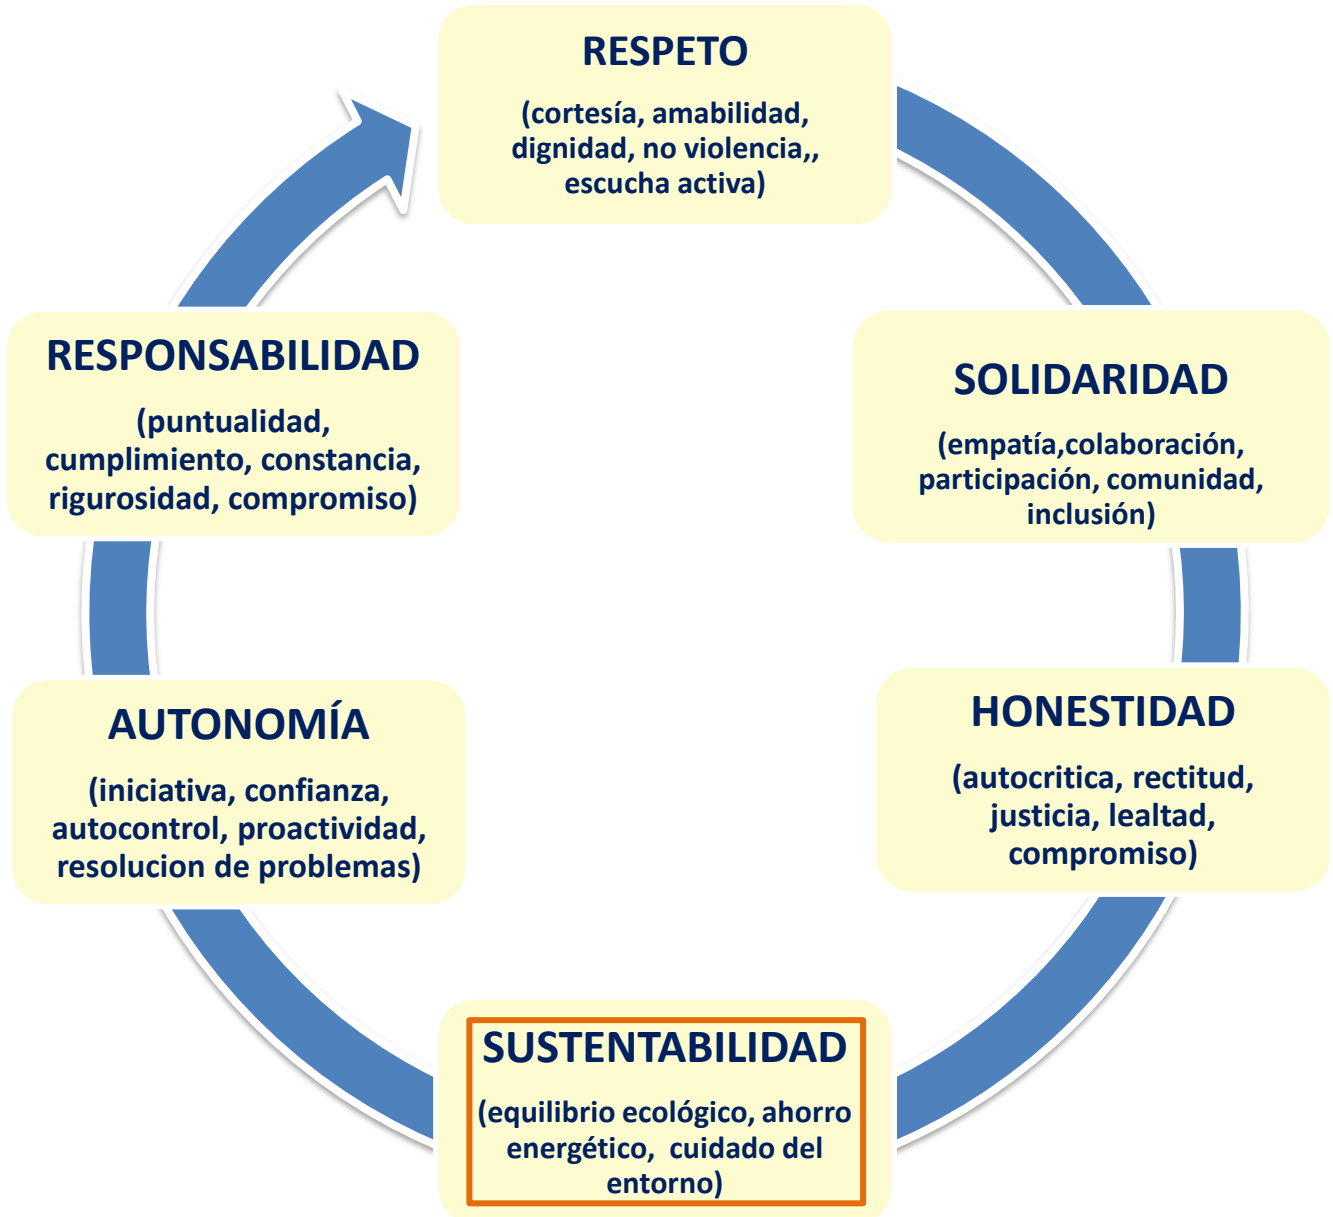 RESPETO
(cortesía, amabilidad,
dignidad, no violencia,,
escucha activa)
SOLIDARIDAD
(empatía,colaboración,
participación, comunidad,
inclusión)
HONESTIDAD
(autocritica, rectitud,
justicia, lealtad,
compromiso)
SUSTENTABILIDAD
(equilibrio ecológico, ahorro
energético, cuidado del
entorno)
AUTONOMÍA
(iniciativa, confianza,
autocontrol, proactividad,
resolucion de problemas)
RESPONSABILIDAD
(puntualidad,
cumplimiento, constancia,
rigurosidad, compromiso)